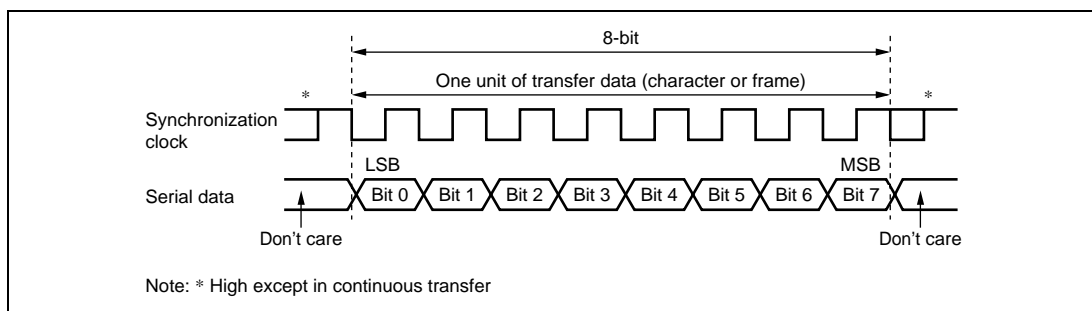 8-bit
One unit of transfer data (character or frame)
* *
Synchronization
clock
LSB MSB
Serial data Bit 0 Bit 1 Bit 2 Bit 3 Bit 4 Bit 5 Bit 6 Bit 7
Don't care Don't care
Note: * High except in continuous transfer